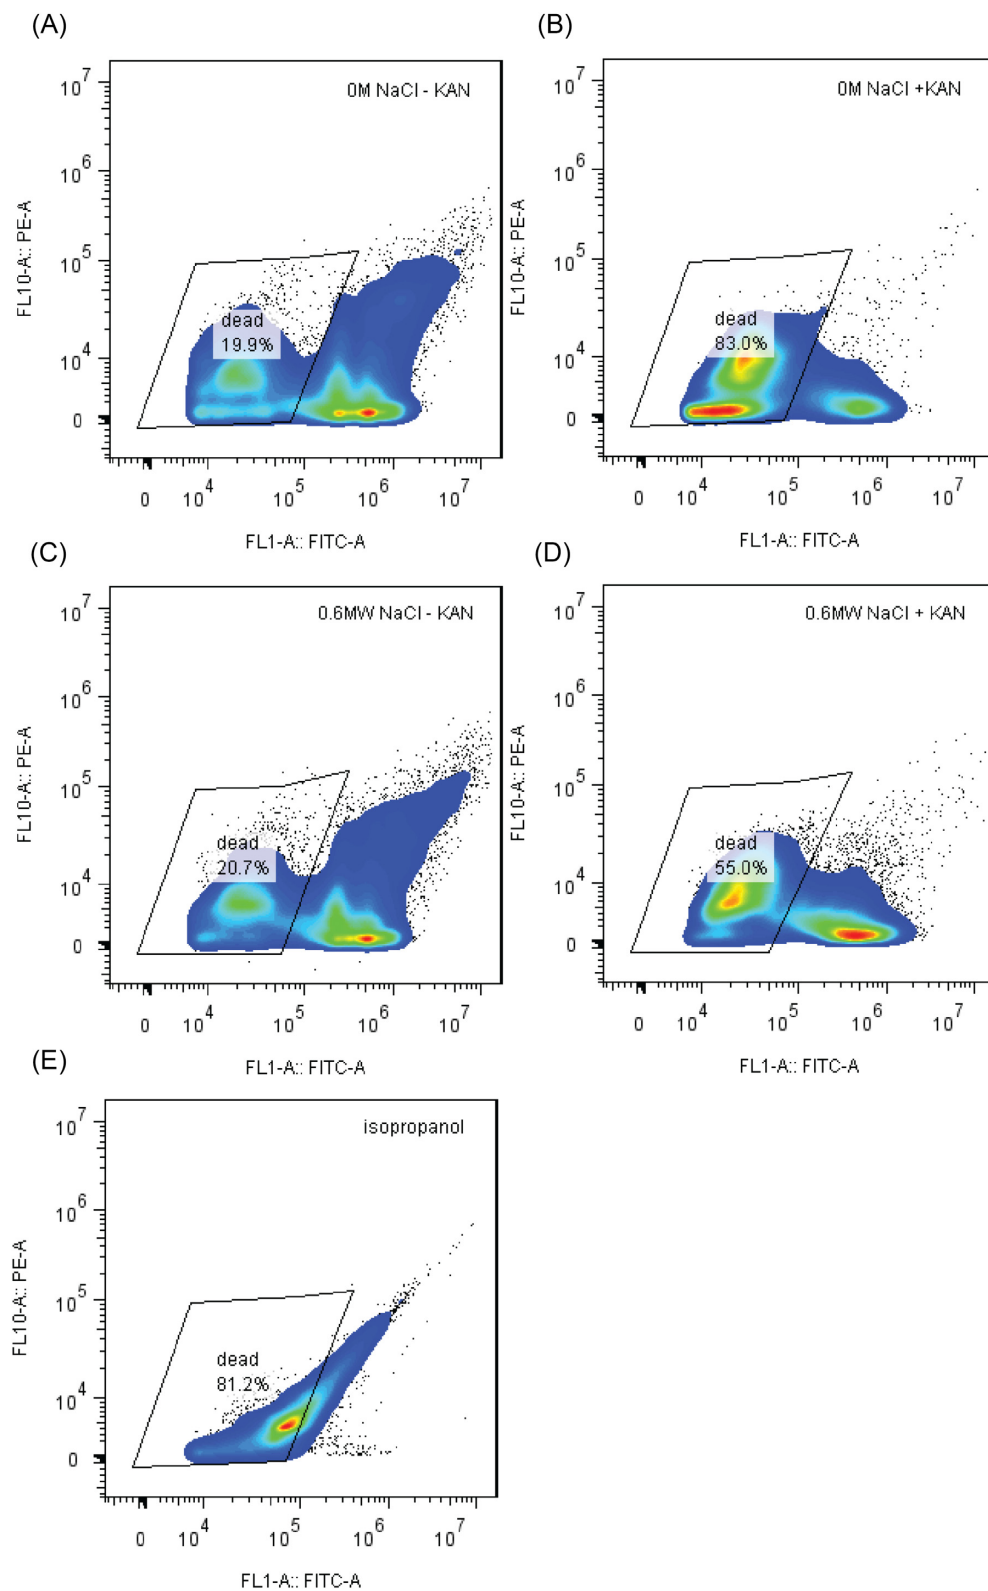 (A)
0M NaCl - KAN
FL10-A:: PE-A
10^7
10^6
10^5
10^4
0
dead
19.9%
0 10^4 10^5 10^6 10^7
FL1-A:: FITC-A
(B)
0M NaCl +KAN
FL10-A:: PE-A
10^7
10^6
10^5
10^4
0
dead
83.0%
0 10^4 10^5 10^6 10^7
FL1-A:: FITC-A
(C)
0.6MW NaCl - KAN
FL10-A:: PE-A
10^7
10^6
10^5
10^4
0
dead
20.7%
0 10^4 10^5 10^6 10^7
FL1-A:: FITC-A
(D)
0.6MW NaCl + KAN
FL10-A:: PE-A
10^7
10^6
10^5
10^4
0
dead
55.0%
0 10^4 10^5 10^6 10^7
FL1-A:: FITC-A
(E)
isopropanol
FL10-A:: PE-A
10^7
10^6
10^5
10^4
0
dead
81.2%
0 10^4 10^5 10^6 10^7
FL1-A:: FITC-A